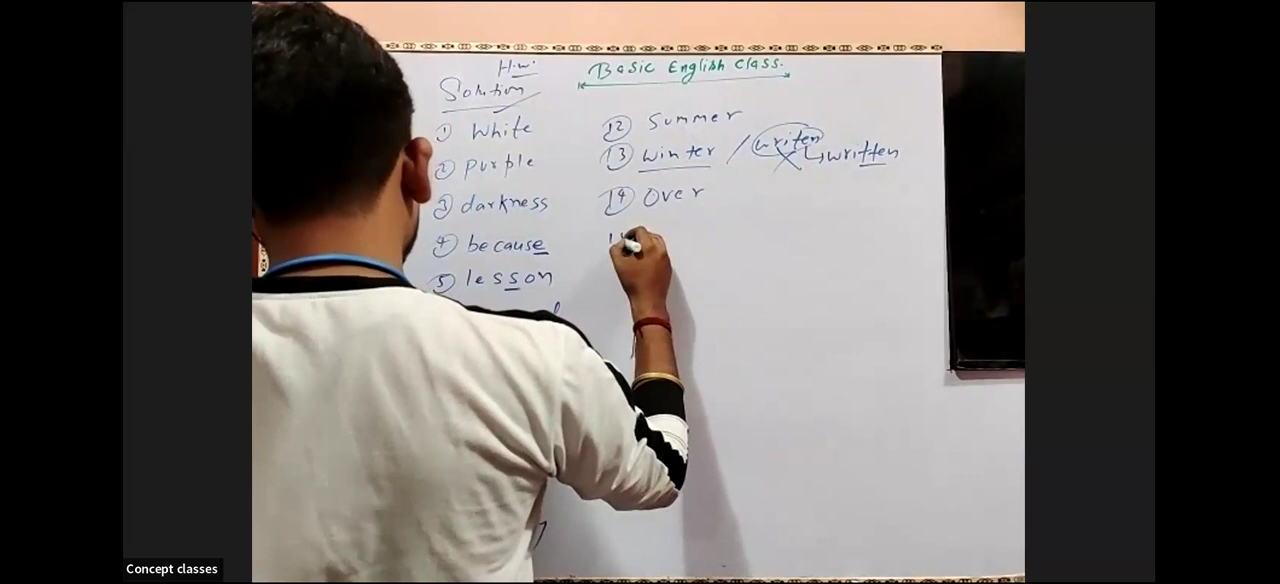 H.W.
Solution
Basic English Class.
① White
② Purple
③ darkness
④ because
⑤ lesson
⑫ Summer
⑬ Winter / writen
written
⑭ Over
Concept classes